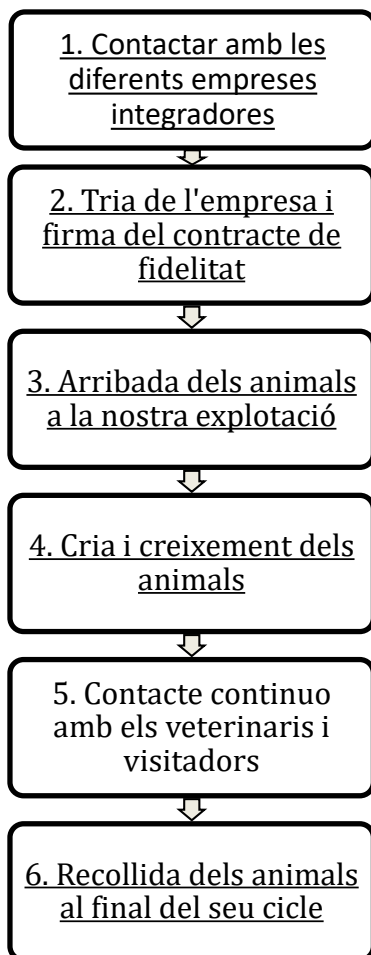 1. Contactar amb les
diferents empreses
integradores
2. Tria de l'empresa i
firma del contracte de
fidelitat
3. Arribada dels animals
a la nostra explotació
4. Cria i creixement dels
animals
5. Contacte continuo
amb els veterinaris i
visitadors
6. Recollida dels animals
al final del seu cicle